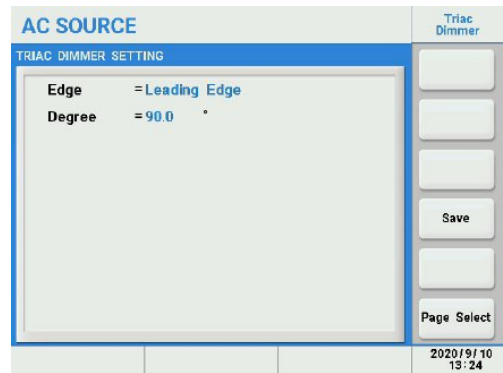 AC SOURCE
Triac
Dimmer
TRIAC DIMMER SETTING
Edge =Leading Edge
Degree =90.0 °
Save
Page Select
2020/9/10
13:24